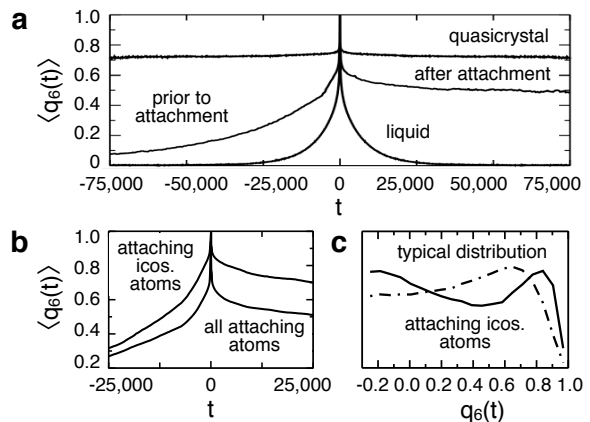 a
1.0
0.8
0.6
0.4
0.2
0
⟨q6(t)⟩
quasicrystal
after attachment
prior to
attachment
liquid
-75,000 -50,000 -25,000 0 25,000 50,000 75,000
t
b
1.0
0.8
0.6
0.4
0.2
⟨q6(t)⟩
attaching
icos.
atoms
all attaching
atoms
-25,000 0 25,000
t
c
typical distribution
attaching icos.
atoms
-0.2 0.0 0.2 0.4 0.6 0.8 1.0
q6(t)